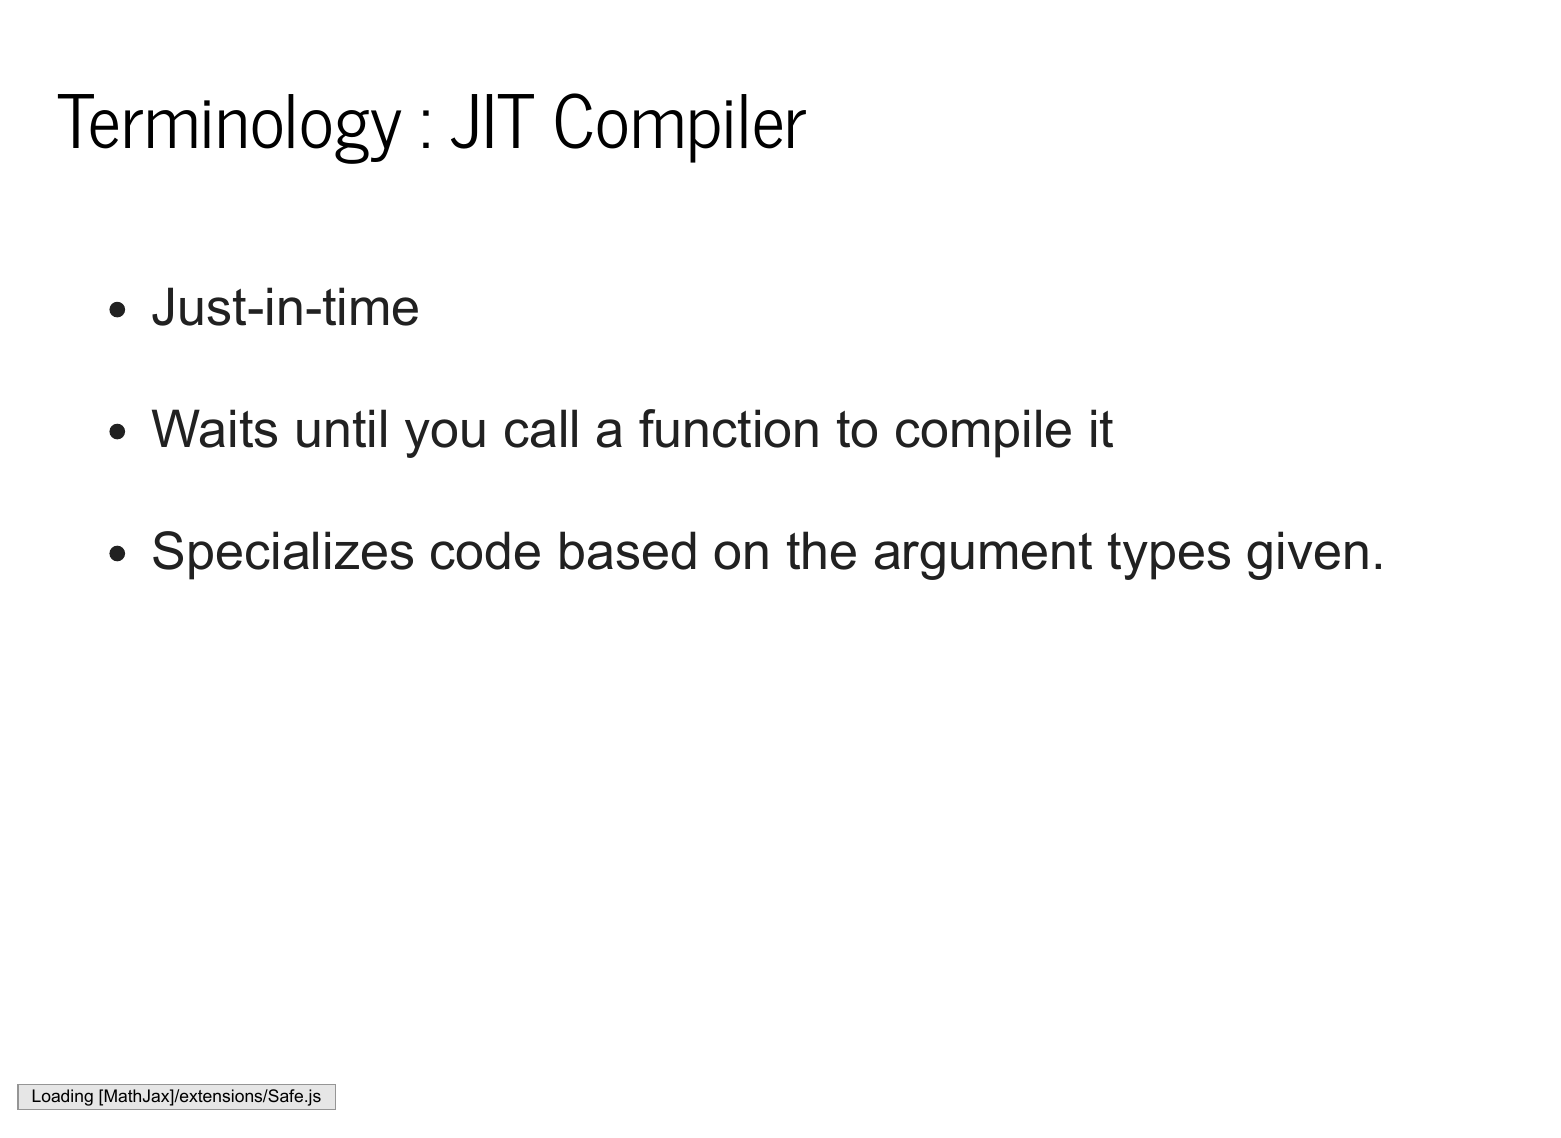 Terminology : JIT Compiler
• Just-in-time
• Waits until you call a function to compile it
• Specializes code based on the argument types given.
Loading [MathJax]/extensions/Safe.js